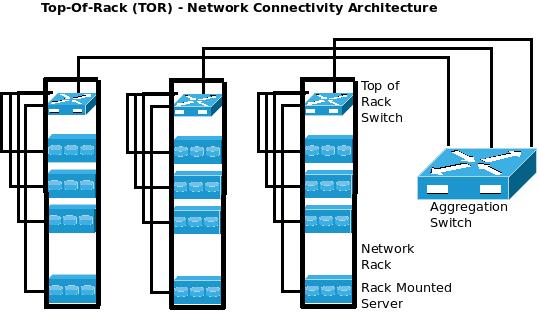 Top-Of-Rack (TOR) - Network Connectivity Architecture
Top of
Rack
Switch
Aggregation
Switch
Network
Rack
Rack Mounted
Server